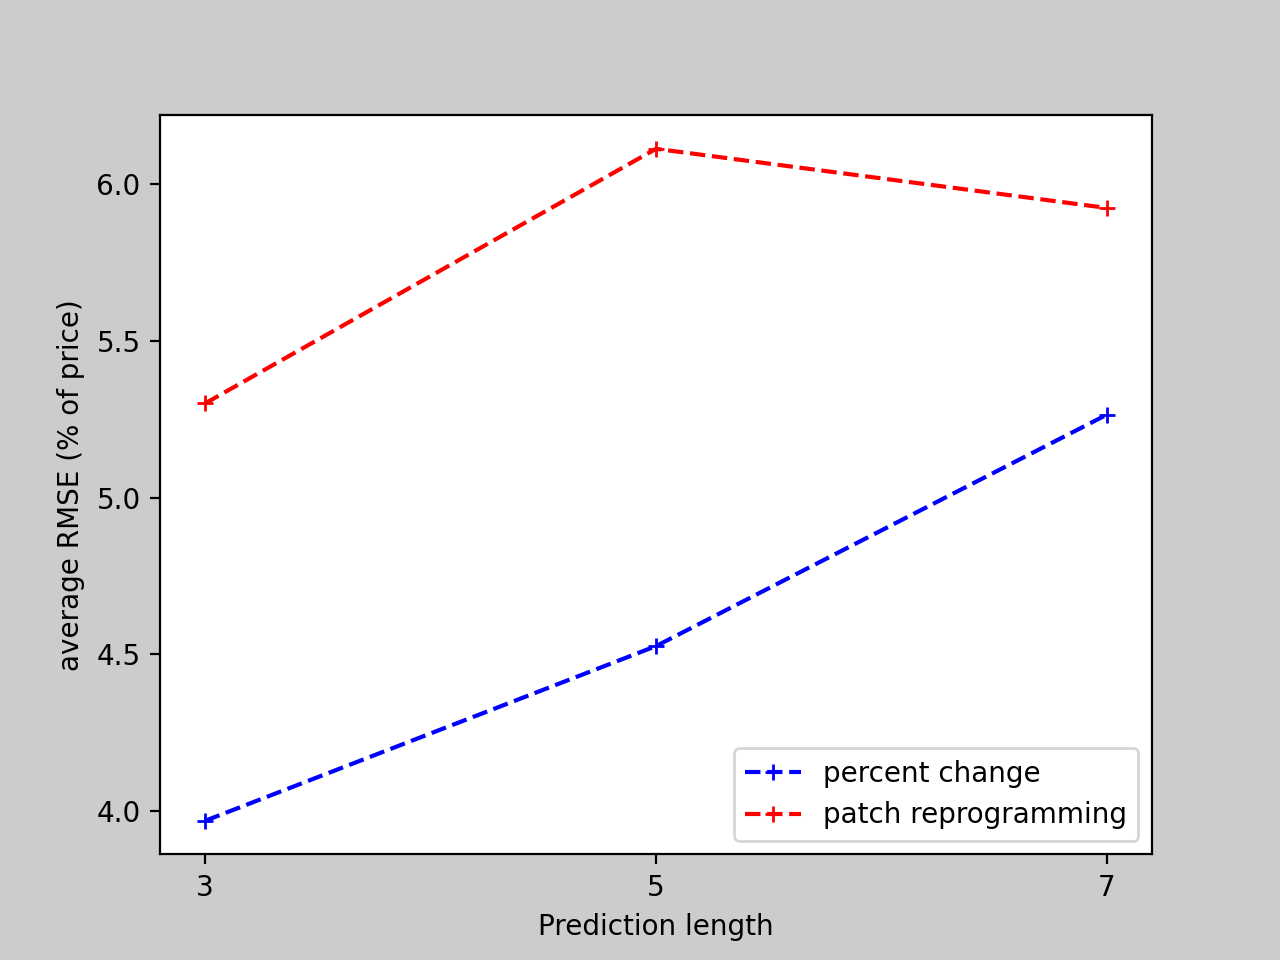 6.0
5.5
5.0
4.5
4.0
average RMSE (% of price)
3
5
7
Prediction length
percent change
patch reprogramming